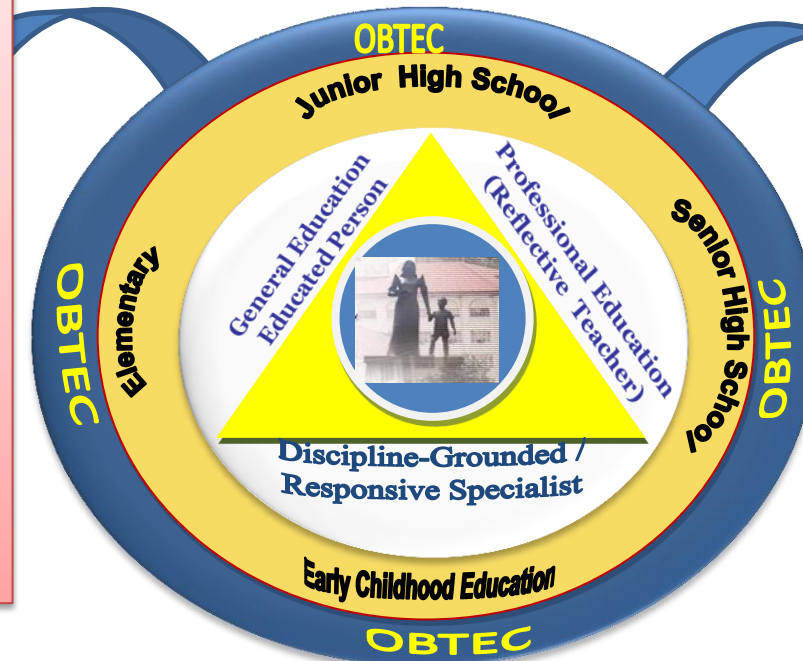 OBTEC
Junior High School
General Education
Educated Person
Professional Education
(Reflective Teacher)
Elementary
Senior High School
OBTEC
OBTEC
Discipline-Grounded /
Responsive Specialist
Early Childhood Education
OBTEC